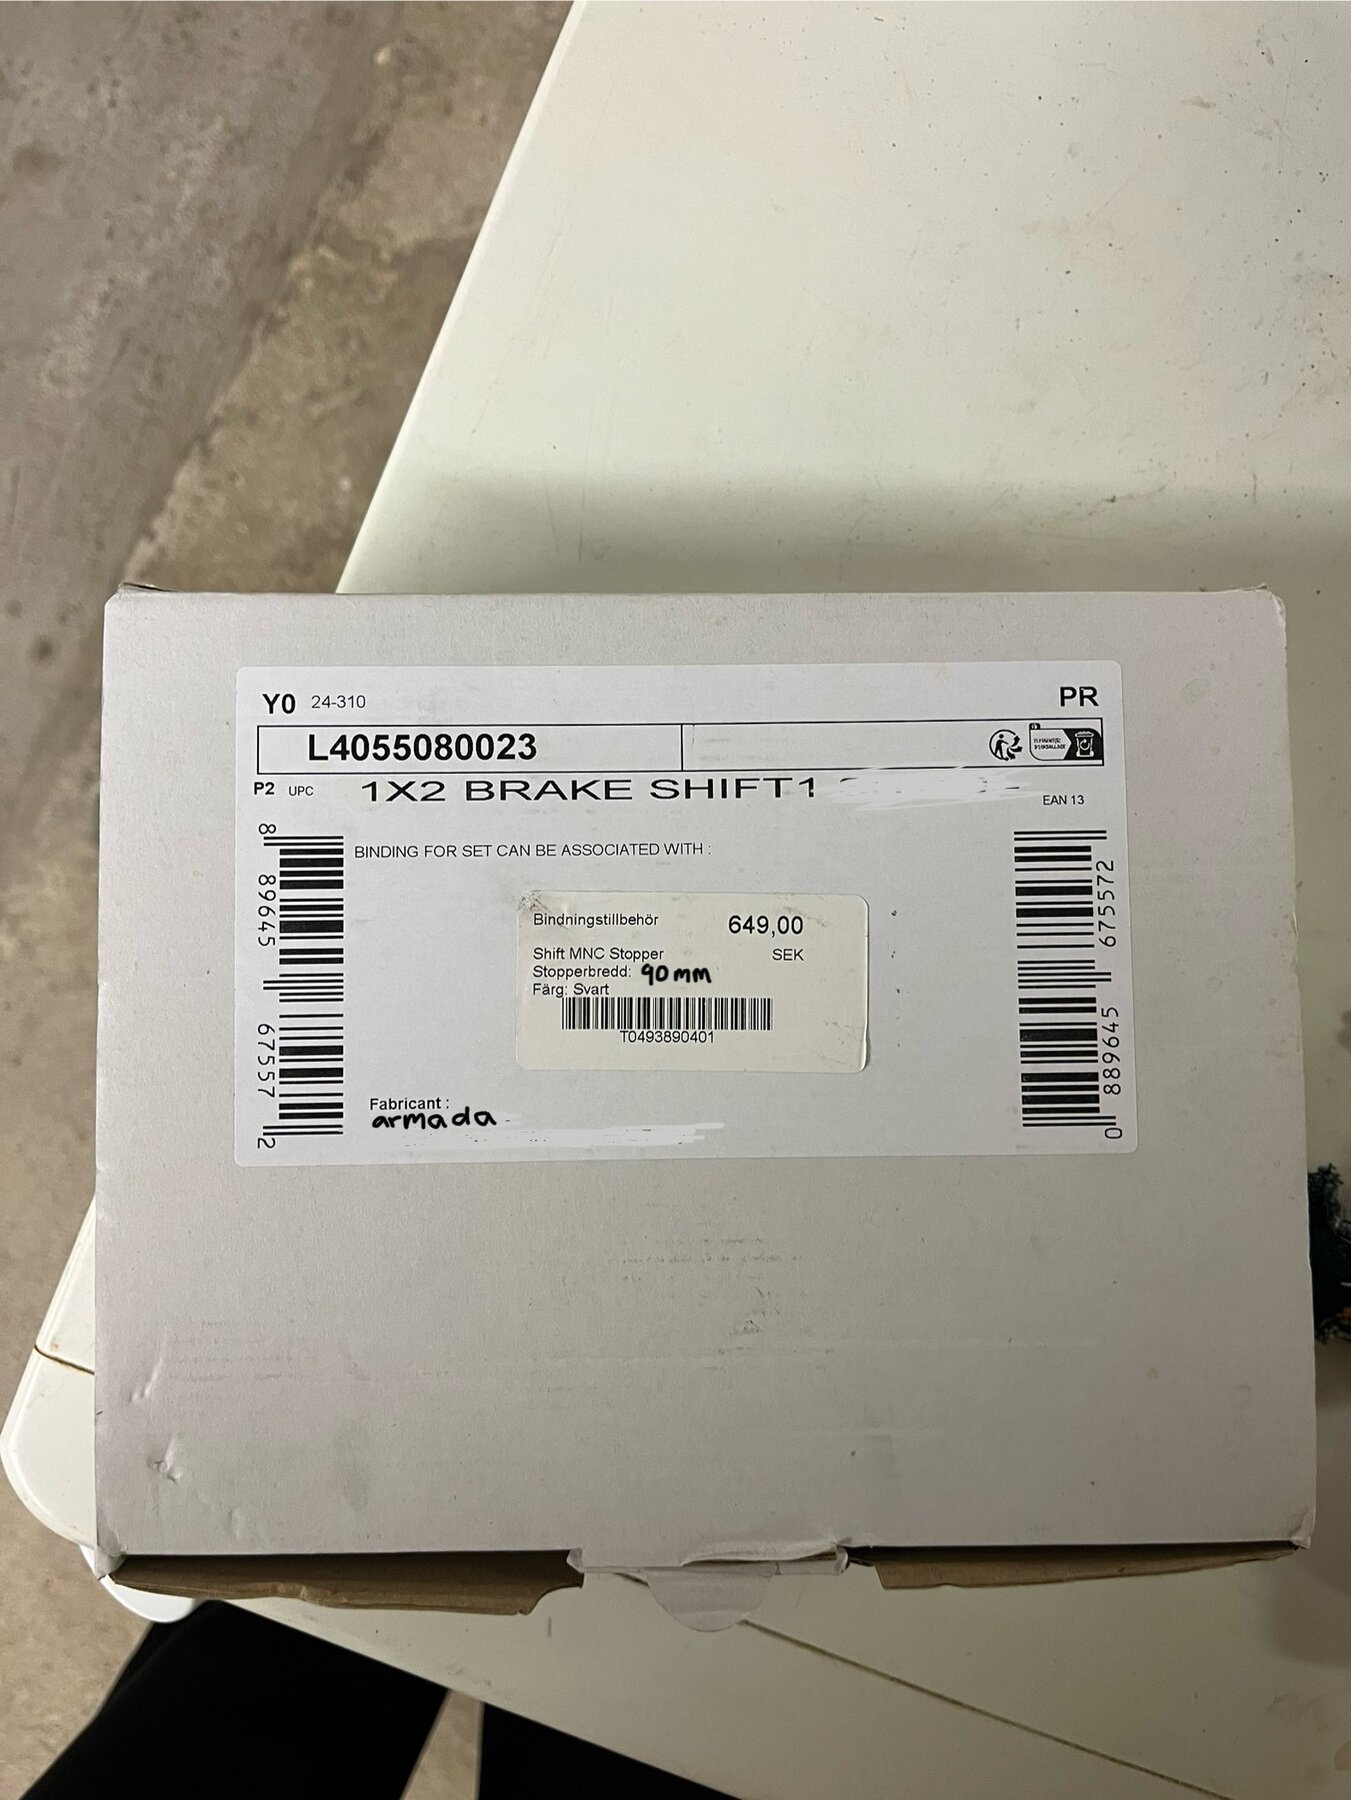 Y0 24-310 PR
L4055080023
P2 UPC 1X2 BRAKE SHIFT1
EAN 13
BINDING FOR SET CAN BE ASSOCIATED WITH :
8 89645 67557 2
Bindningstillbehör 649,00
Shift MNC Stopper SEK
Stopperbredd: 90mm
Färg: Svart
T0493890401
0 889645 675572
Fabricant :
armada